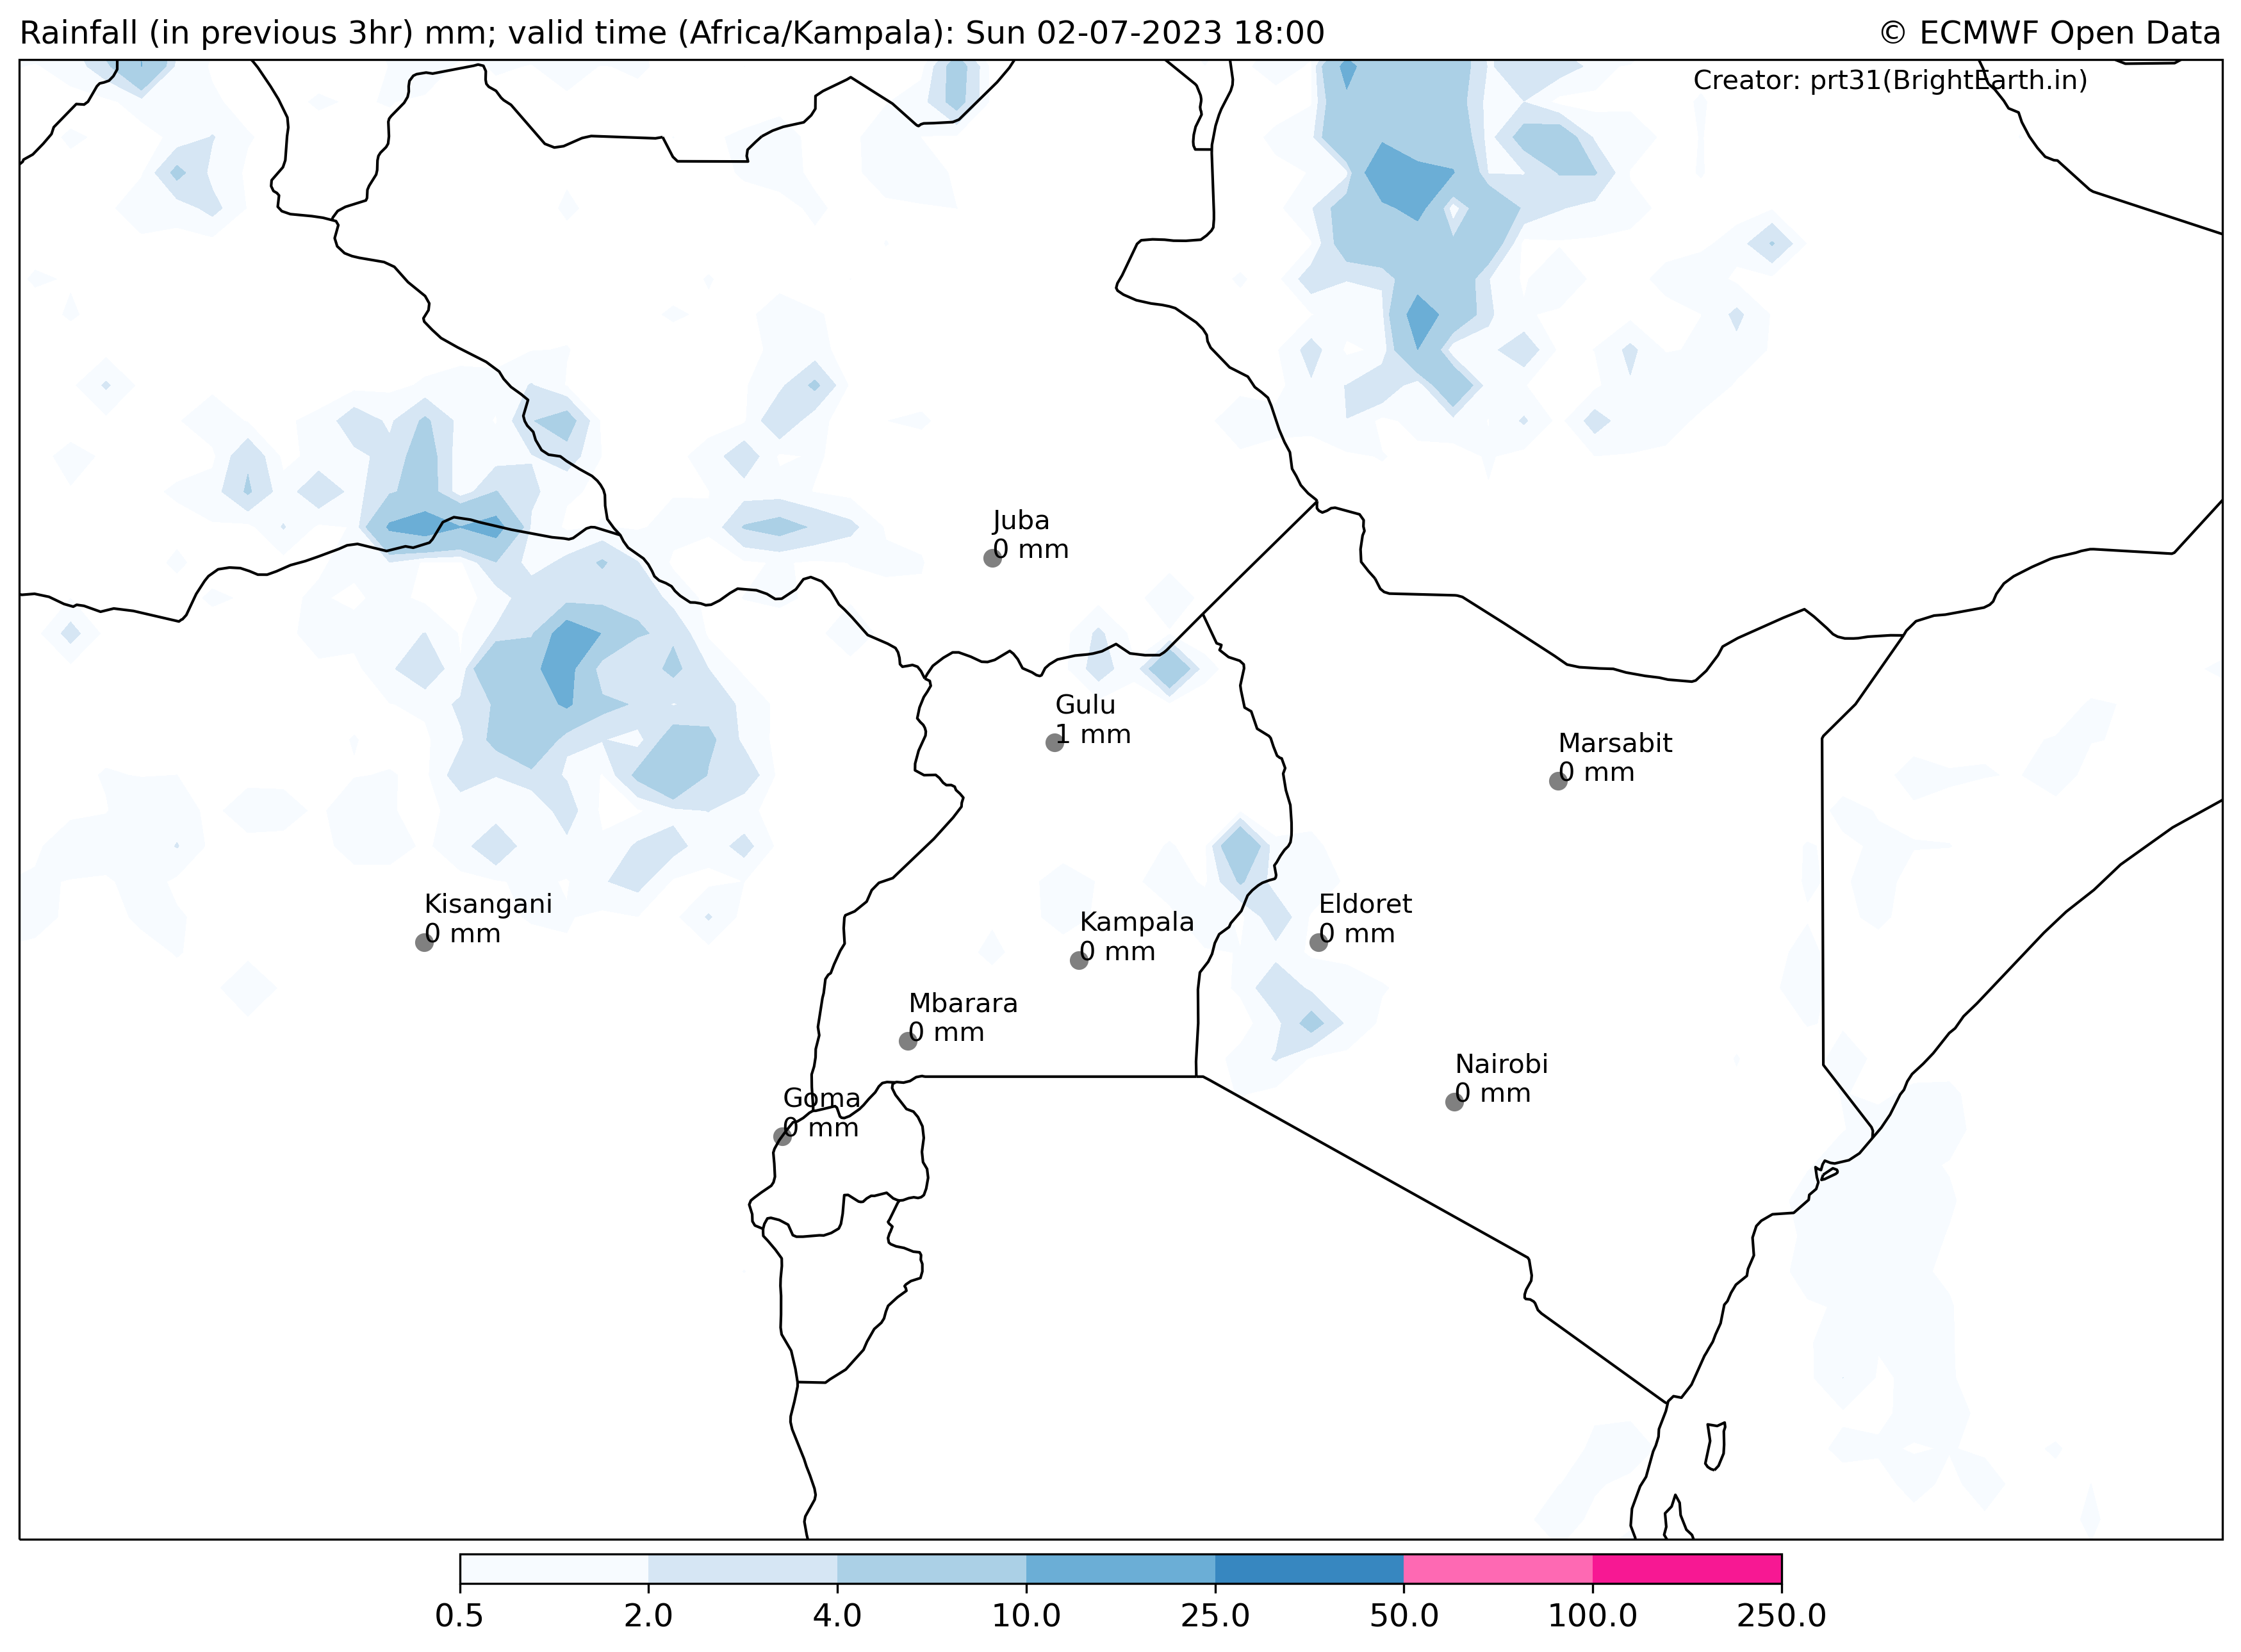 Rainfall (in previous 3hr) mm; valid time (Africa/Kampala): Sun 02-07-2023 18:00
© ECMWF Open Data
Creator: prt31(BrightEarth.in)
Juba
0 mm
Gulu
1 mm
Marsabit
0 mm
Kisangani
0 mm
Eldoret
0 mm
Kampala
0 mm
Mbarara
0 mm
Nairobi
0 mm
Goma
0 mm
0.5 2.0 4.0 10.0 25.0 50.0 100.0 250.0